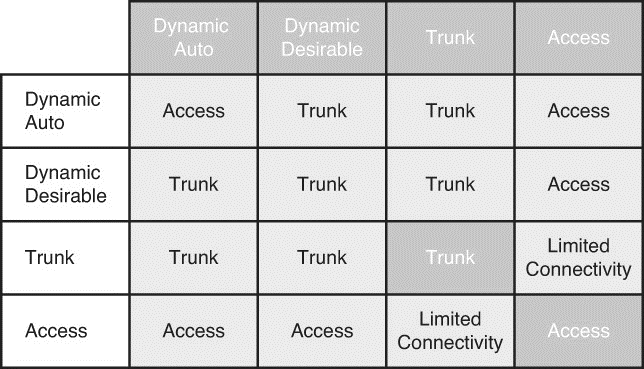 Dynamic Auto Dynamic Desirable Trunk Access
Dynamic Auto Access Trunk Trunk Access
Dynamic Desirable Trunk Trunk Trunk Access
Trunk Trunk Trunk Trunk Limited Connectivity
Access Access Access Limited Connectivity Access